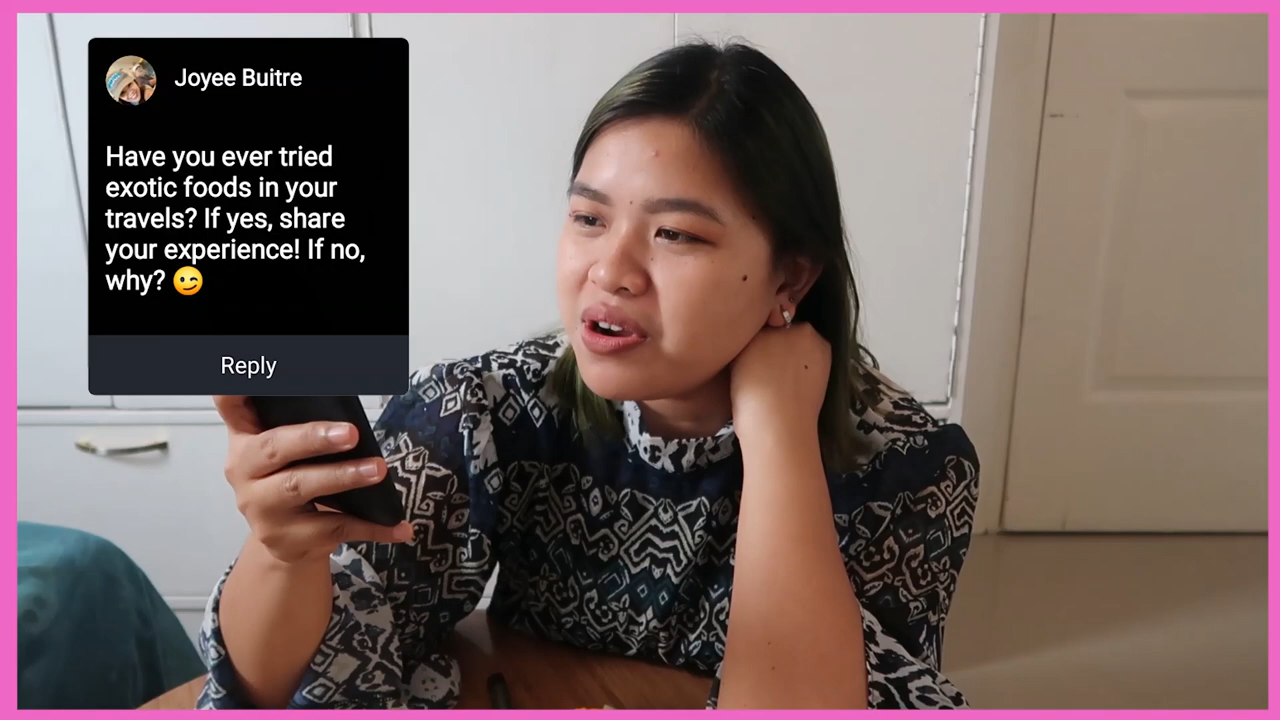 Joyee Buitre
Have you ever tried
exotic foods in your
travels? If yes, share
your experience! If no,
why? 😉
Reply